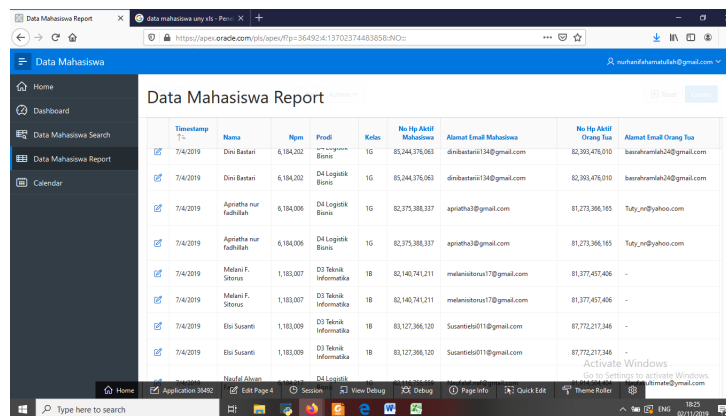 Data Mahasiswa Report
data mahasiswa uny xls - Pen
https://apex.oracle.com/pls/apex/f?p=36492:4:13702374483858::NO:::
Data Mahasiswa
nurhanifahamatullah@gmail.com
Home
Dashboard
Data Mahasiswa Search
Data Mahasiswa Report
Calendar
Data Mahasiswa Report
Timestamp Nama Npm Prodi Kelas No Hp Aktif Mahasiswa Alamat Email Mahasiswa No Hp Aktif Orang Tua Alamat Email Orang Tua
7/4/2019 Dini Bastari 6,184,202 D4 Logistik Bisnis 1G 85,244,376,063 dinibastariii134@gmail.com 82,393,476,010 basrahramlah24@gmail.com
7/4/2019 Dini Bastari 6,184,202 D4 Logistik Bisnis 1G 85,244,376,063 dinibastariii134@gmail.com 82,393,476,010 basrahramlah24@gmail.com
7/4/2019 Apriatha nur fadhillah 6,184,006 D4 Logistik Bisnis 1G 82,375,388,337 apriatha3@gmail.com 81,273,366,165 Tuty_nr@yahoo.com
7/4/2019 Apriatha nur fadhillah 6,184,006 D4 Logistik Bisnis 1G 82,375,388,337 apriatha3@gmail.com 81,273,366,165 Tuty_nr@yahoo.com
7/4/2019 Melani F. Sitorus 1,183,007 D3 Teknik Informatika 1B 82,140,741,211 melanisitorus17@gmail.com 81,377,457,406 -
7/4/2019 Melani F. Sitorus 1,183,007 D3 Teknik Informatika 1B 82,140,741,211 melanisitorus17@gmail.com 81,377,457,406 -
7/4/2019 Elsi Susanti 1,183,009 D3 Teknik Informatika 1B 83,127,366,120 Susantielsi011@gmail.com 87,772,217,346 -
7/4/2019 Elsi Susanti 1,183,009 D3 Teknik Informatika 1B 83,127,366,120 Susantielsi011@gmail.com 87,772,217,346 -
Naufal Alwan D4 Logistik
Activate Windows
Go to Settings to activate Windows.
Home Application 36492 Edit Page 4 Session View Debug Debug Page Info Quick Edit Theme Roller
Type here to search
ENG
18:25
02/11/2019